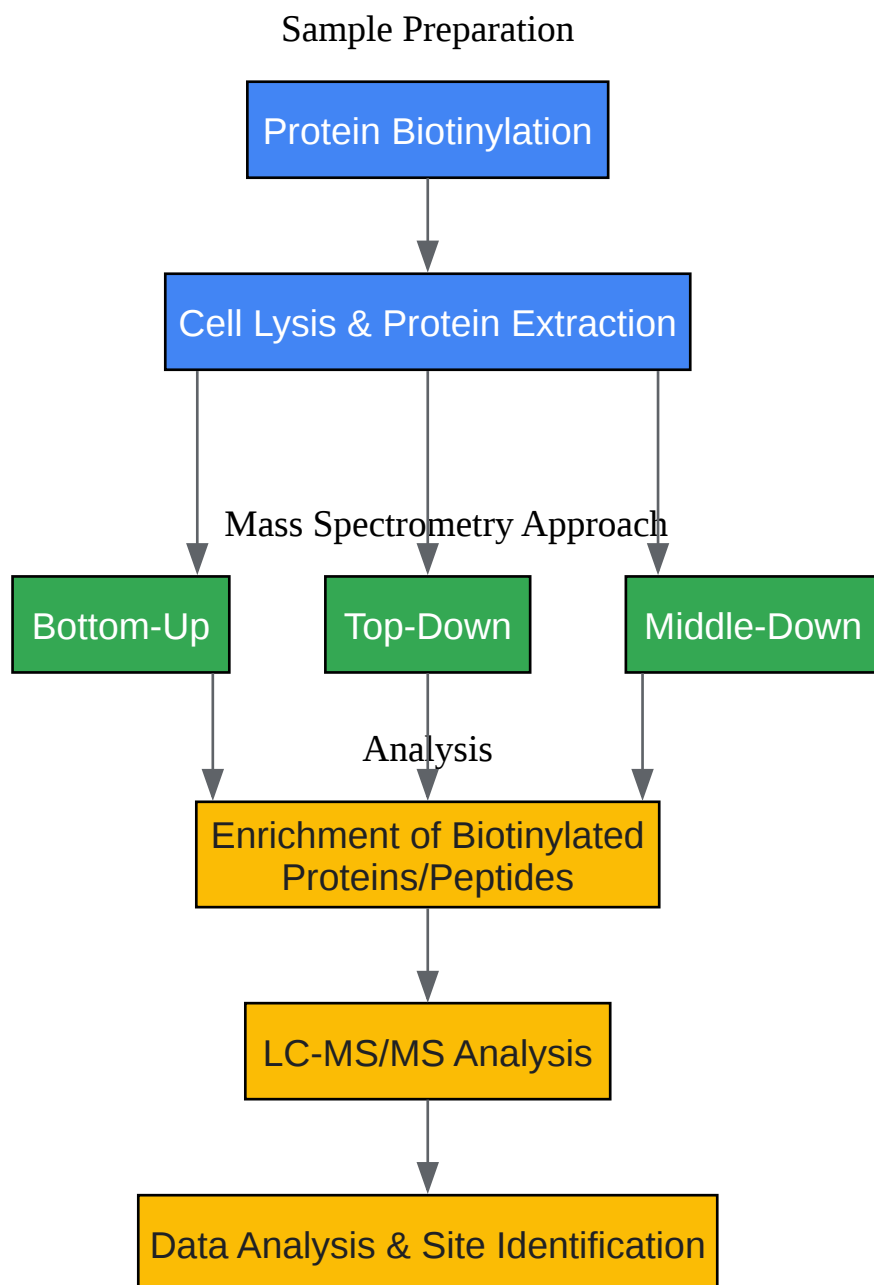 Sample Preparation
Protein Biotinylation
Cell Lysis & Protein Extraction
Mass Spectrometry Approach
Bottom-Up
Top-Down
Middle-Down
Analysis
Enrichment of Biotinylated
Proteins/Peptides
LC-MS/MS Analysis
Data Analysis & Site Identification